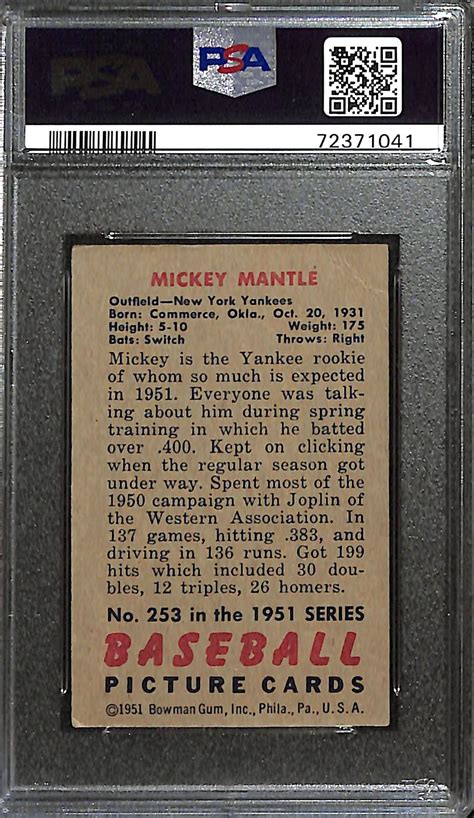 PSA
PSA
72371041
MICKEY MANTLE
Outfield—New York Yankees
Born: Commerce, Okla., Oct. 20, 1931
Height: 5-10 Weight: 175
Bats: Switch Throws: Right
Mickey is the Yankee rookie
of whom so much is expected
in 1951. Everyone was talk-
ing about him during spring
training in which he batted
over .400. Kept on clicking
when the regular season got
under way. Spent most of the
1950 campaign with Joplin of
the Western Association. In
137 games, hitting .383, and
driving in 136 runs. Got 199
hits which included 30 dou-
bles, 12 triples, 26 homers.
No. 253 in the 1951 SERIES
BASEBALL
PICTURE CARDS
©1951 Bowman Gum, Inc., Phila., Pa., U. S. A.